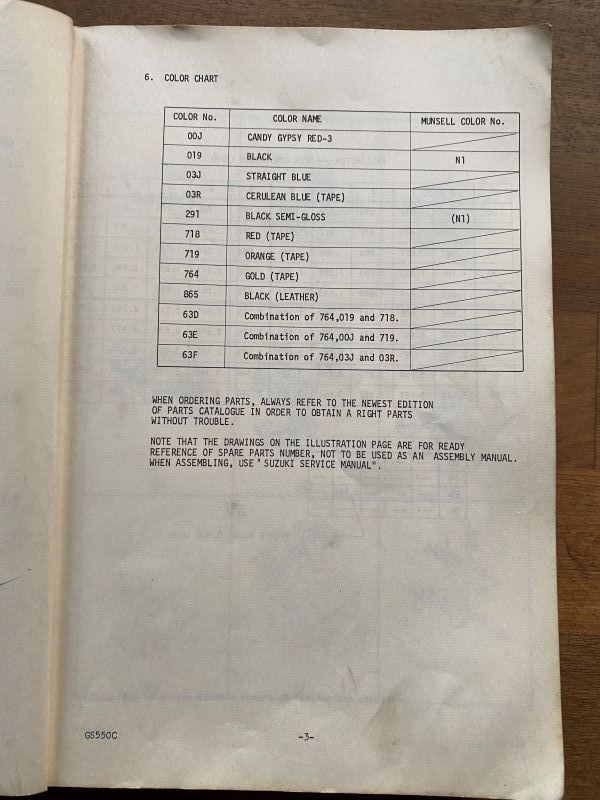 6. COLOR CHART
COLOR No. COLOR NAME MUNSELL COLOR No.
00J CANDY GYPSY RED-3
019 BLACK N1
03J STRAIGHT BLUE
03R CERULEAN BLUE (TAPE)
291 BLACK SEMI-GLOSS (N1)
718 RED (TAPE)
719 ORANGE (TAPE)
764 GOLD (TAPE)
865 BLACK (LEATHER)
63D Combination of 764,019 and 718.
63E Combination of 764,00J and 719.
63F Combination of 764,03J and 03R.
WHEN ORDERING PARTS, ALWAYS REFER TO THE NEWEST EDITION
OF PARTS CATALOGUE IN ORDER TO OBTAIN A RIGHT PARTS
WITHOUT TROUBLE.
NOTE THAT THE DRAWINGS ON THE ILLUSTRATION PAGE ARE FOR READY
REFERENCE OF SPARE PARTS NUMBER, NOT TO BE USED AS AN ASSEMBLY MANUAL.
WHEN ASSEMBLING, USE "SUZUKI SERVICE MANUAL".
GS550C -3-